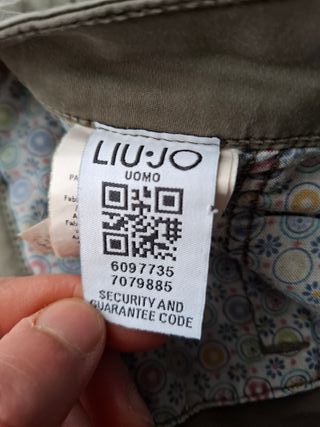 LIU·JO
UOMO
6097735
7079885
SECURITY AND
GUARANTEE CODE